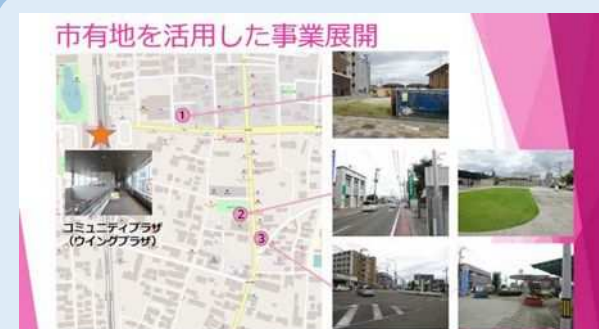 市有地を活用した事業展開
①
コミュニティプラザ
（ウイングプラザ）
②
③